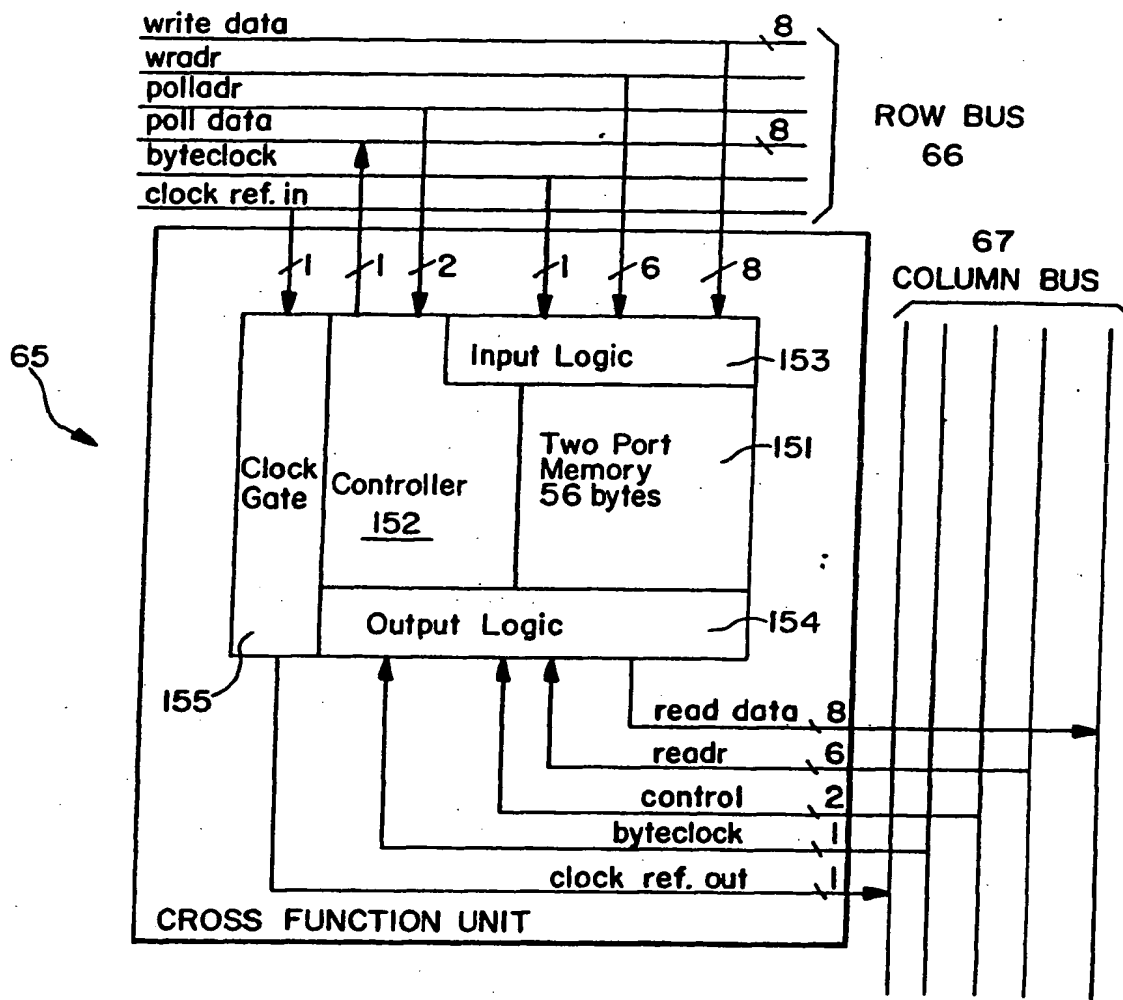 write data 8
wradr
polladr
poll data 8
byteclock
clock ref. in
ROW BUS
66
1 1 2 1 6 8
67
COLUMN BUS
65
Input Logic
153
Two Port
Memory
56 bytes
151
Clock
Gate
Controller
152
Output Logic
154
155
read data 8
readr 6
control 2
byteclock 1
clock ref. out 1
CROSS FUNCTION UNIT